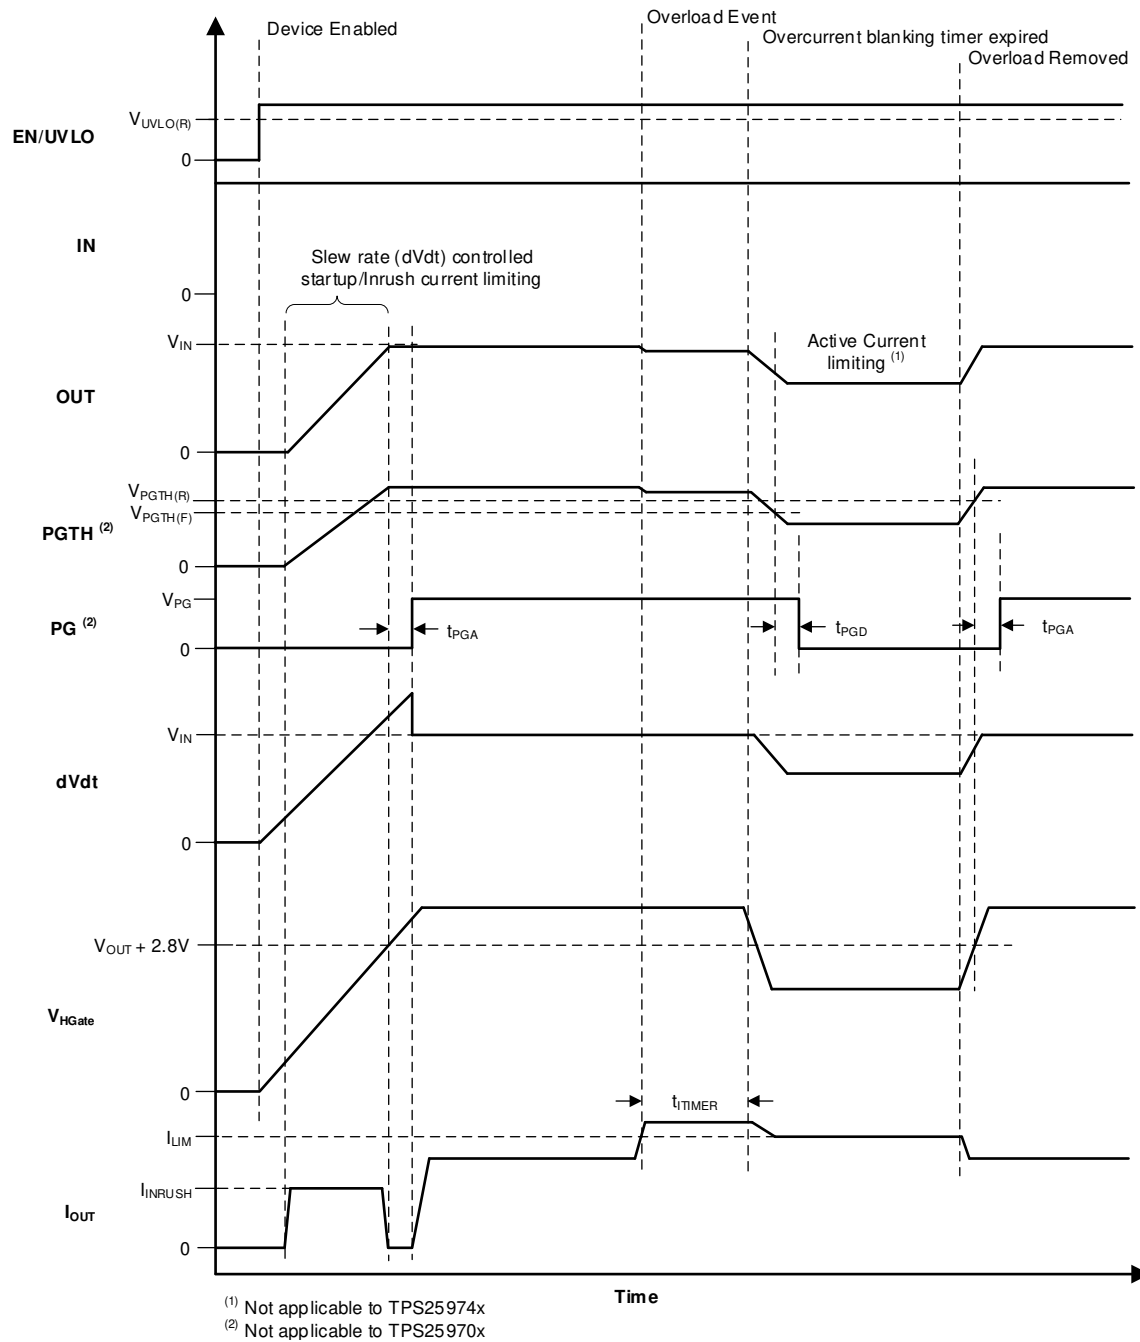 Device Enabled
Overload Event
Overcurrent blanking timer expired
Overload Removed
EN/UVLO
VUVLO(R)
0
IN
Slew rate (dVdt) controlled
startup/Inrush current limiting
0
VIN
Active Current
limiting (1)
OUT
0
VPGTH(R)
VPGTH(F)
PGTH (2)
0
VPG
PG (2)
tPGA
tPGD
tPGA
0
VIN
dVdt
0
VOUT + 2.8V
VHGate
0
tITIMER
ILIM
IINRUSH
IOUT
0
Time
(1) Not applicable to TPS25974x
(2) Not applicable to TPS25970x